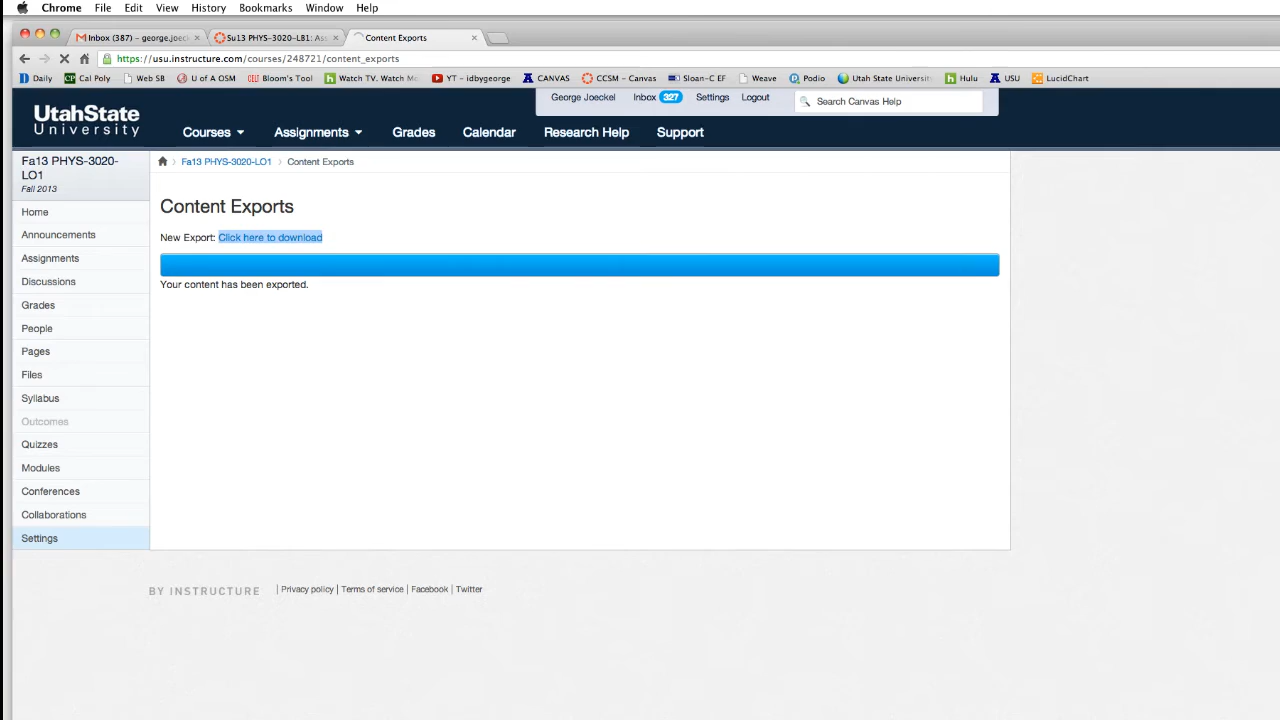 Chrome File Edit View History Bookmarks Window Help
Inbox (387) – george.joec
Su13 PHYS-3020-LB1: As
Content Exports
https://usu.instructure.com/courses/248721/content_exports
Daily Cal Poly Web SB U of A OSM Bloom's Tool Watch TV. Watch Mo YT – idbygeorge CANVAS CCSM – Canvas Sloan-C EF Weave Podio Utah State Universit Hulu USU LucidChart
George Joeckel Inbox 327 Settings Logout Search Canvas Help
UtahState
University
Courses Assignments Grades Calendar Research Help Support
Fa13 PHYS-3020-
LO1
Fall 2013
Fa13 PHYS-3020-LO1 Content Exports
Home
Announcements
Assignments
Discussions
Grades
People
Pages
Files
Syllabus
Outcomes
Quizzes
Modules
Conferences
Collaborations
Settings
Content Exports
New Export: Click here to download
Your content has been exported.
BY INSTRUCTURE | Privacy policy | Terms of service | Facebook | Twitter